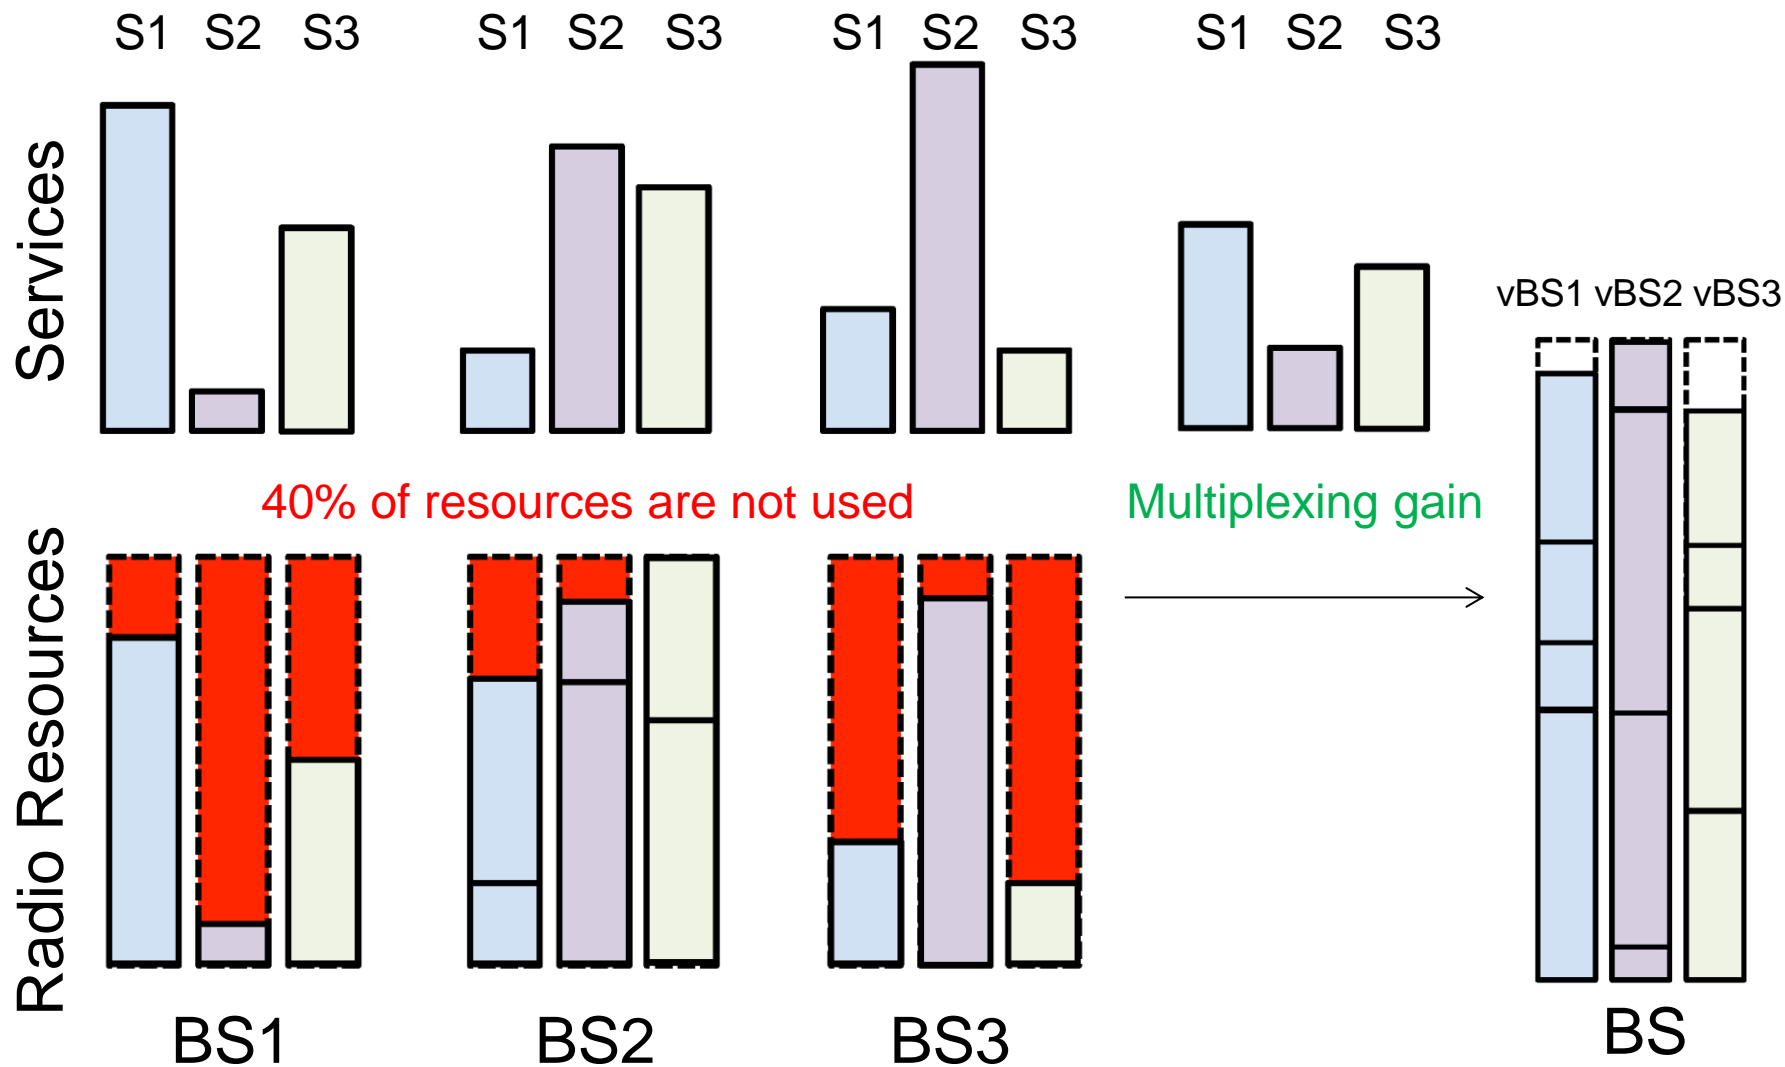 S1 S2 S3 S1 S2 S3 S1 S2 S3 S1 S2 S3
Services
vBS1 vBS2 vBS3
40% of resources are not used
Multiplexing gain
Radio Resources
BS1 BS2 BS3 BS